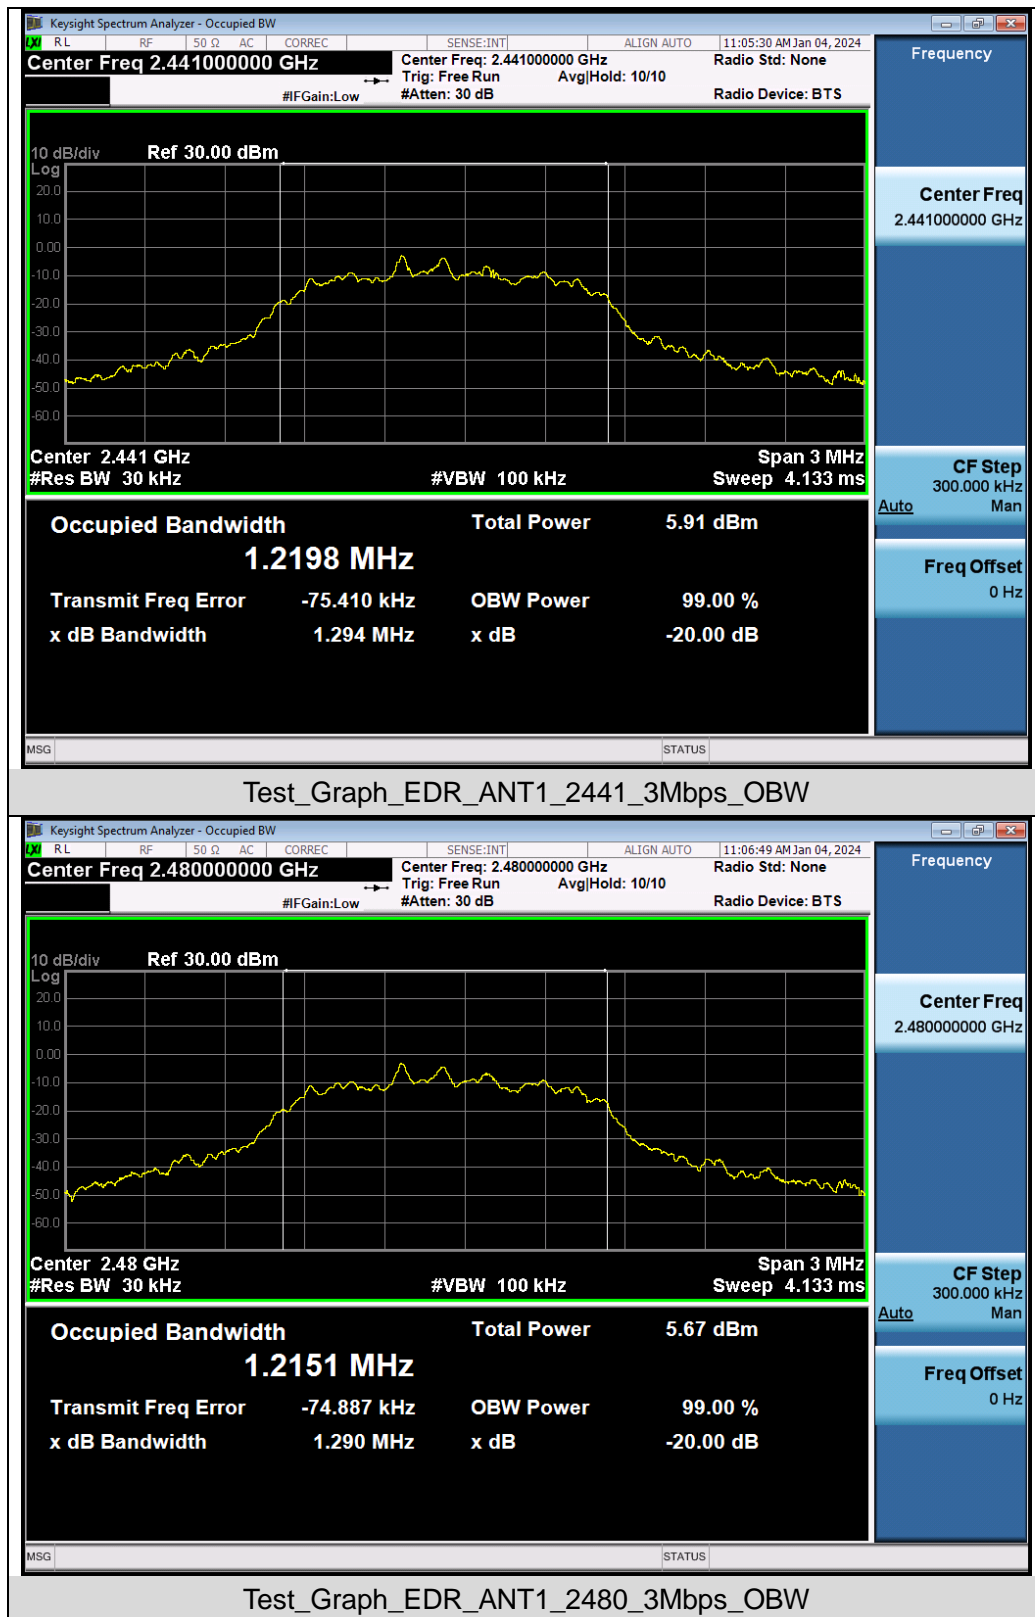 Keysight Spectrum Analyzer - Occupied BW
LXI RL RF 50 Ω AC CORREC SENSE:INT ALIGN AUTO 11:05:30 AM Jan 04, 2024
Center Freq 2.441000000 GHz
Center Freq: 2.441000000 GHz
Radio Std: None
Trig: Free Run Avg|Hold: 10/10
#IFGain:Low
#Atten: 30 dB
Radio Device: BTS
Frequency
10 dB/div Ref 30.00 dBm
Log
20.0
10.0
0.00
-10.0
-20.0
-30.0
-40.0
-50.0
-60.0
Center Freq
2.441000000 GHz
Center 2.441 GHz Span 3 MHz
#Res BW 30 kHz #VBW 100 kHz Sweep 4.133 ms
CF Step
300.000 kHz
Auto Man
Freq Offset
0 Hz
Occupied Bandwidth Total Power 5.91 dBm
1.2198 MHz
Transmit Freq Error -75.410 kHz OBW Power 99.00 %
x dB Bandwidth 1.294 MHz x dB -20.00 dB
MSG STATUS
Test_Graph_EDR_ANT1_2441_3Mbps_OBW
Keysight Spectrum Analyzer - Occupied BW
LXI RL RF 50 Ω AC CORREC SENSE:INT ALIGN AUTO 11:06:49 AM Jan 04, 2024
Center Freq 2.480000000 GHz
Center Freq: 2.480000000 GHz
Radio Std: None
Trig: Free Run Avg|Hold: 10/10
#IFGain:Low
#Atten: 30 dB
Radio Device: BTS
Frequency
10 dB/div Ref 30.00 dBm
Log
20.0
10.0
0.00
-10.0
-20.0
-30.0
-40.0
-50.0
-60.0
Center Freq
2.480000000 GHz
Center 2.48 GHz Span 3 MHz
#Res BW 30 kHz #VBW 100 kHz Sweep 4.133 ms
CF Step
300.000 kHz
Auto Man
Freq Offset
0 Hz
Occupied Bandwidth Total Power 5.67 dBm
1.2151 MHz
Transmit Freq Error -74.887 kHz OBW Power 99.00 %
x dB Bandwidth 1.290 MHz x dB -20.00 dB
MSG STATUS
Test_Graph_EDR_ANT1_2480_3Mbps_OBW